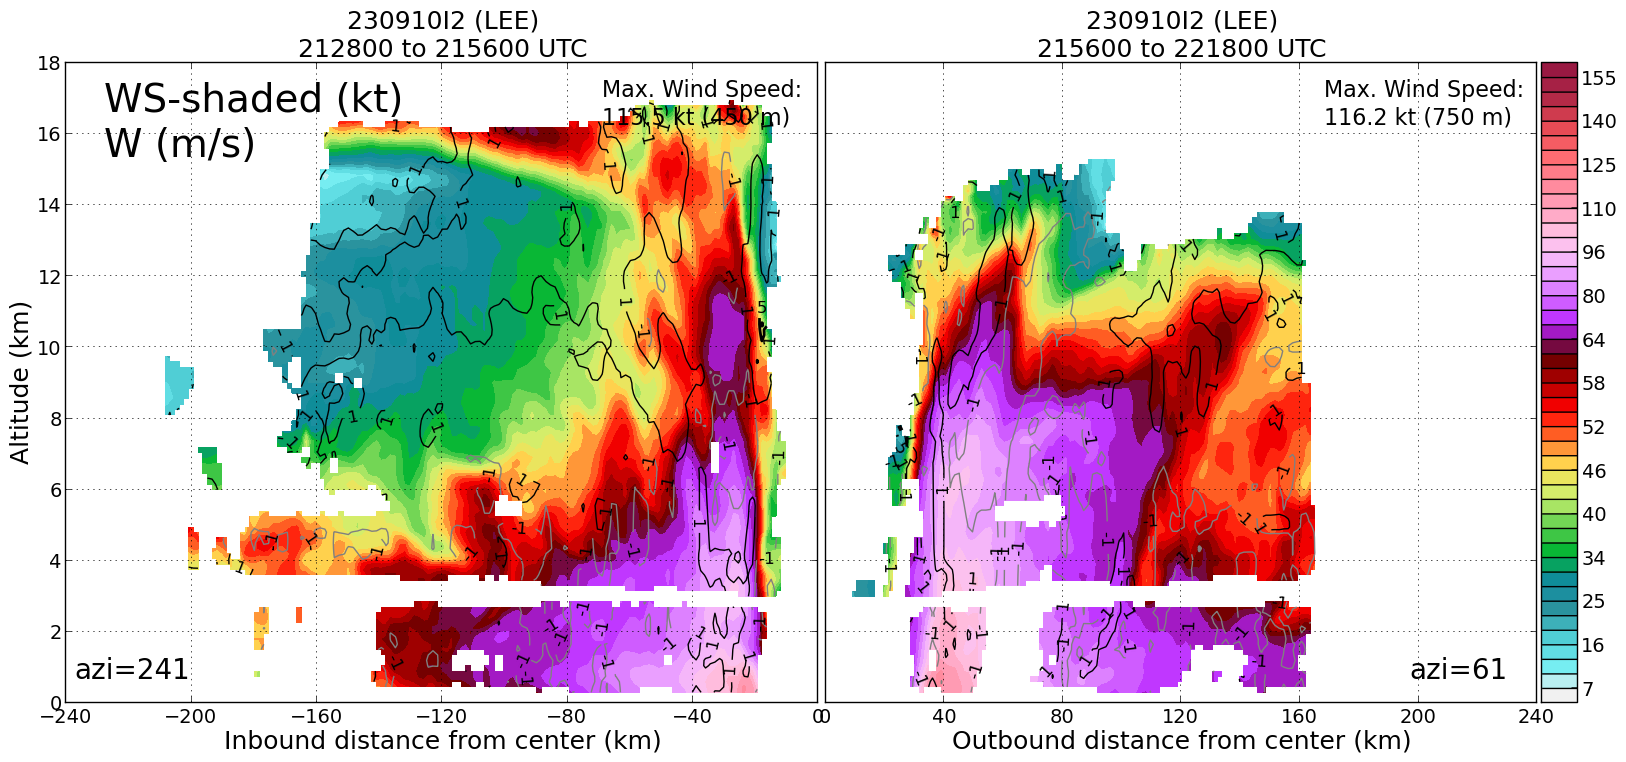 230910I2 (LEE)
212800 to 215600 UTC
230910I2 (LEE)
215600 to 221800 UTC
WS-shaded (kt)
W (m/s)
Max. Wind Speed:
115.5 kt (450 m)
Max. Wind Speed:
116.2 kt (750 m)
azi=241
azi=61
Altitude (km)
18
16
14
12
10
8
6
4
2
0
−240
−200
−160
−120
−80
−40
0
Inbound distance from center (km)
0
40
80
120
160
200
240
Outbound distance from center (km)
155
140
125
110
96
80
64
58
52
46
40
34
25
16
7